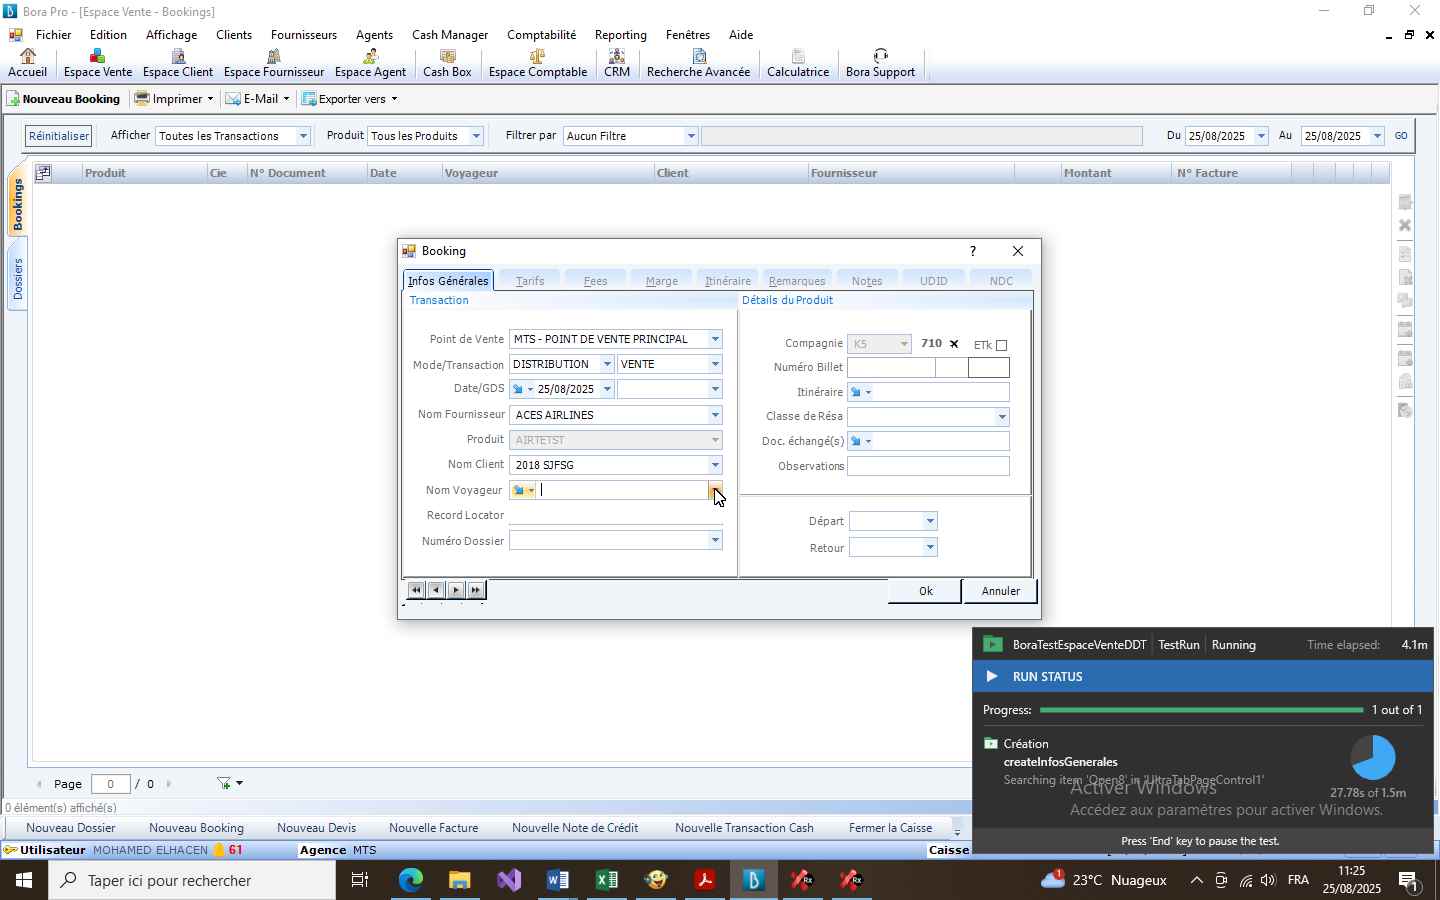 Bora Pro - [Espace Vente - Bookings]
Fichier Edition Affichage Clients Fournisseurs Agents Cash Manager Comptabilité Reporting Fenêtres Aide
Accueil Espace Vente Espace Client Espace Fournisseur Espace Agent Cash Box Espace Comptable CRM Recherche Avancée Calculatrice Bora Support
Nouveau Booking Imprimer E-Mail Exporter vers
Réinitialiser Afficher Toutes les Transactions Produit Tous les Produits Filtrer par Aucun Filtre Du 25/08/2025 Au 25/08/2025 GO
Produit Cie N° Document Date Voyageur Client Fournisseur Montant N° Facture
Bookings
Dossiers
Booking ?
Infos Générales Tarifs Fees Marge Itinéraire Remarques Notes UDID NDC
Transaction Détails du Produit
Point de Vente MTS - POINT DE VENTE PRINCIPAL
Mode/Transaction DISTRIBUTION VENTE
Date/GDS 25/08/2025
Nom Fournisseur ACES AIRLINES
Produit AIRTETST
Nom Client 2018 SJFSG
Nom Voyageur
Record Locator
Numéro Dossier
Compagnie K5 710 ETk
Numéro Billet
Itinéraire
Classe de Résa
Doc. échangé(s)
Observations
Départ
Retour
Ok Annuler
BoraTestEspaceVenteDDT TestRun Running Time elapsed: 4.1m
RUN STATUS
Progress: 1 out of 1
Création
createInfosGenerales
Searching item 'Open8' in 'UltraTabPageControl1'
27.78s of 1.5m
Activer Windows
Accédez aux paramètres pour activer Windows.
Press 'End' key to pause the test.
Page 0 / 0
0 élément(s) affiché(s)
Nouveau Dossier Nouveau Booking Nouveau Devis Nouvelle Facture Nouvelle Note de Crédit Nouvelle Transaction Cash Fermer la Caisse
Utilisateur MOHAMED ELHACEN 61 Agence MTS Caisse
Taper ici pour rechercher
1 23°C Nuageux FRA 11:25
25/08/2025 1